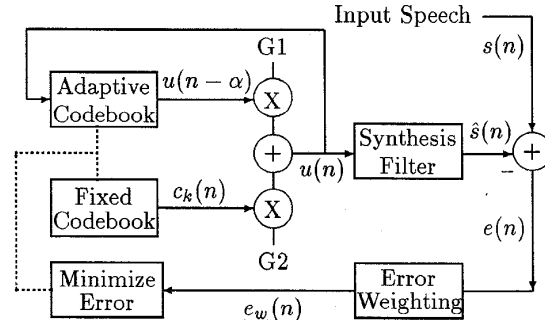 Input Speech
s(n)
G1
Adaptive
Codebook
u(n − α)
X
+
u(n)
Synthesis
Filter
ŝ(n)
+
−
Fixed
Codebook
c_k(n)
X
G2
e(n)
Minimize
Error
e_w(n)
Error
Weighting